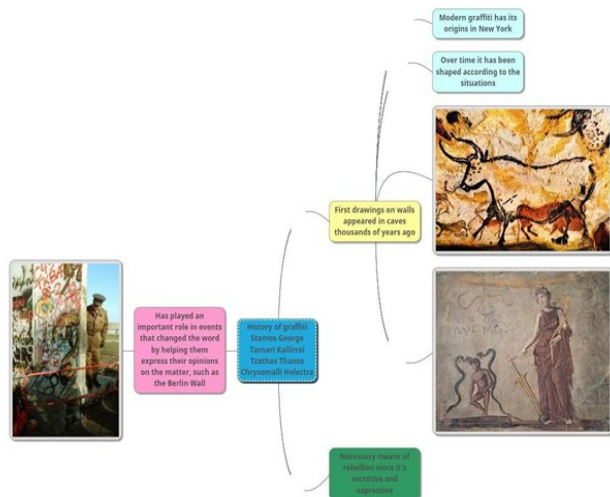 Modern graffiti has its
origins in New York
Over time it has been
shaped according to the
situations
First drawings on walls
appeared in caves
thousands of years ago
Has played an
important role in events
that changed the word
by helping them
express their opinions
on the matter, such as
the Berlin Wall
History of graffiti
Stamos George
Tarnari Kallirroi
Tzathas Thanos
Chrysomalli Helectra
Necessary means of
rebellion since it's
secretive and
expressive